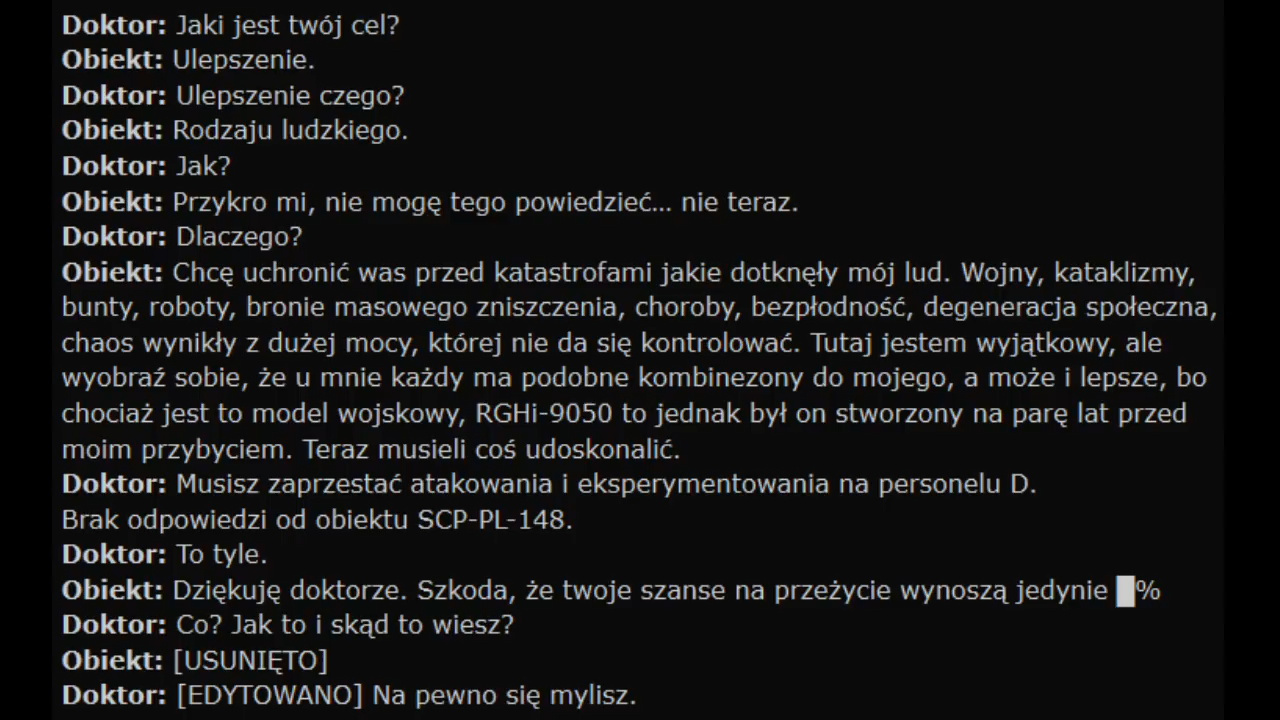 Doktor: Jaki jest twój cel?
Obiekt: Ulepszenie.
Doktor: Ulepszenie czego?
Obiekt: Rodzaju ludzkiego.
Doktor: Jak?
Obiekt: Przykro mi, nie mogę tego powiedzieć... nie teraz.
Doktor: Dlaczego?
Obiekt: Chcę uchronić was przed katastrofami jakie dotknęły mój lud. Wojny, kataklizmy,
bunty, roboty, bronie masowego zniszczenia, choroby, bezpłodność, degeneracja społeczna,
chaos wynikły z dużej mocy, której nie da się kontrolować. Tutaj jestem wyjątkowy, ale
wyobraź sobie, że u mnie każdy ma podobne kombinezony do mojego, a może i lepsze, bo
chociaż jest to model wojskowy, RGHi-9050 to jednak był on stworzony na parę lat przed
moim przybyciem. Teraz musieli coś udoskonalić.
Doktor: Musisz zaprzestać atakowania i eksperymentowania na personelu D.
Brak odpowiedzi od obiektu SCP-PL-148.
Doktor: To tyle.
Obiekt: Dziękuję doktorze. Szkoda, że twoje szanse na przeżycie wynoszą jedynie █%
Doktor: Co? Jak to i skąd to wiesz?
Obiekt: [USUNIĘTO]
Doktor: [EDYTOWANO] Na pewno się mylisz.